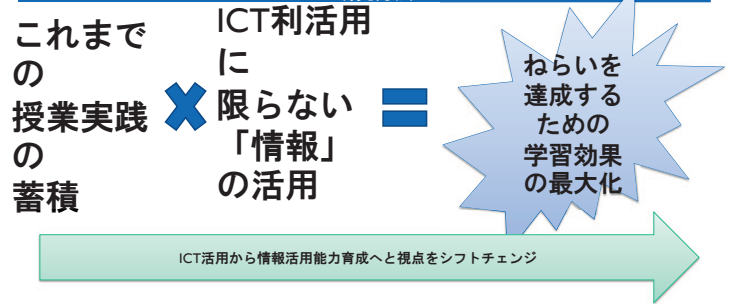 これまで
の
授業実践
の
蓄積
ICT利活用
に
限らない
「情報」
の活用
ねらいを
達成する
ための
学習効果
の最大化
ICT活用から情報活用能力育成へと視点をシフトチェンジ